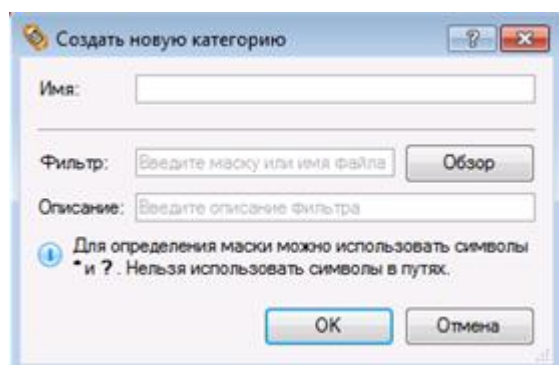 Создать новую категорию
Имя:
Фильтр: Введите маску или имя файла Обзор
Описание: Введите описание фильтра
Для определения маски можно использовать символы
* и ? . Нельзя использовать символы в путях.
OK Отмена